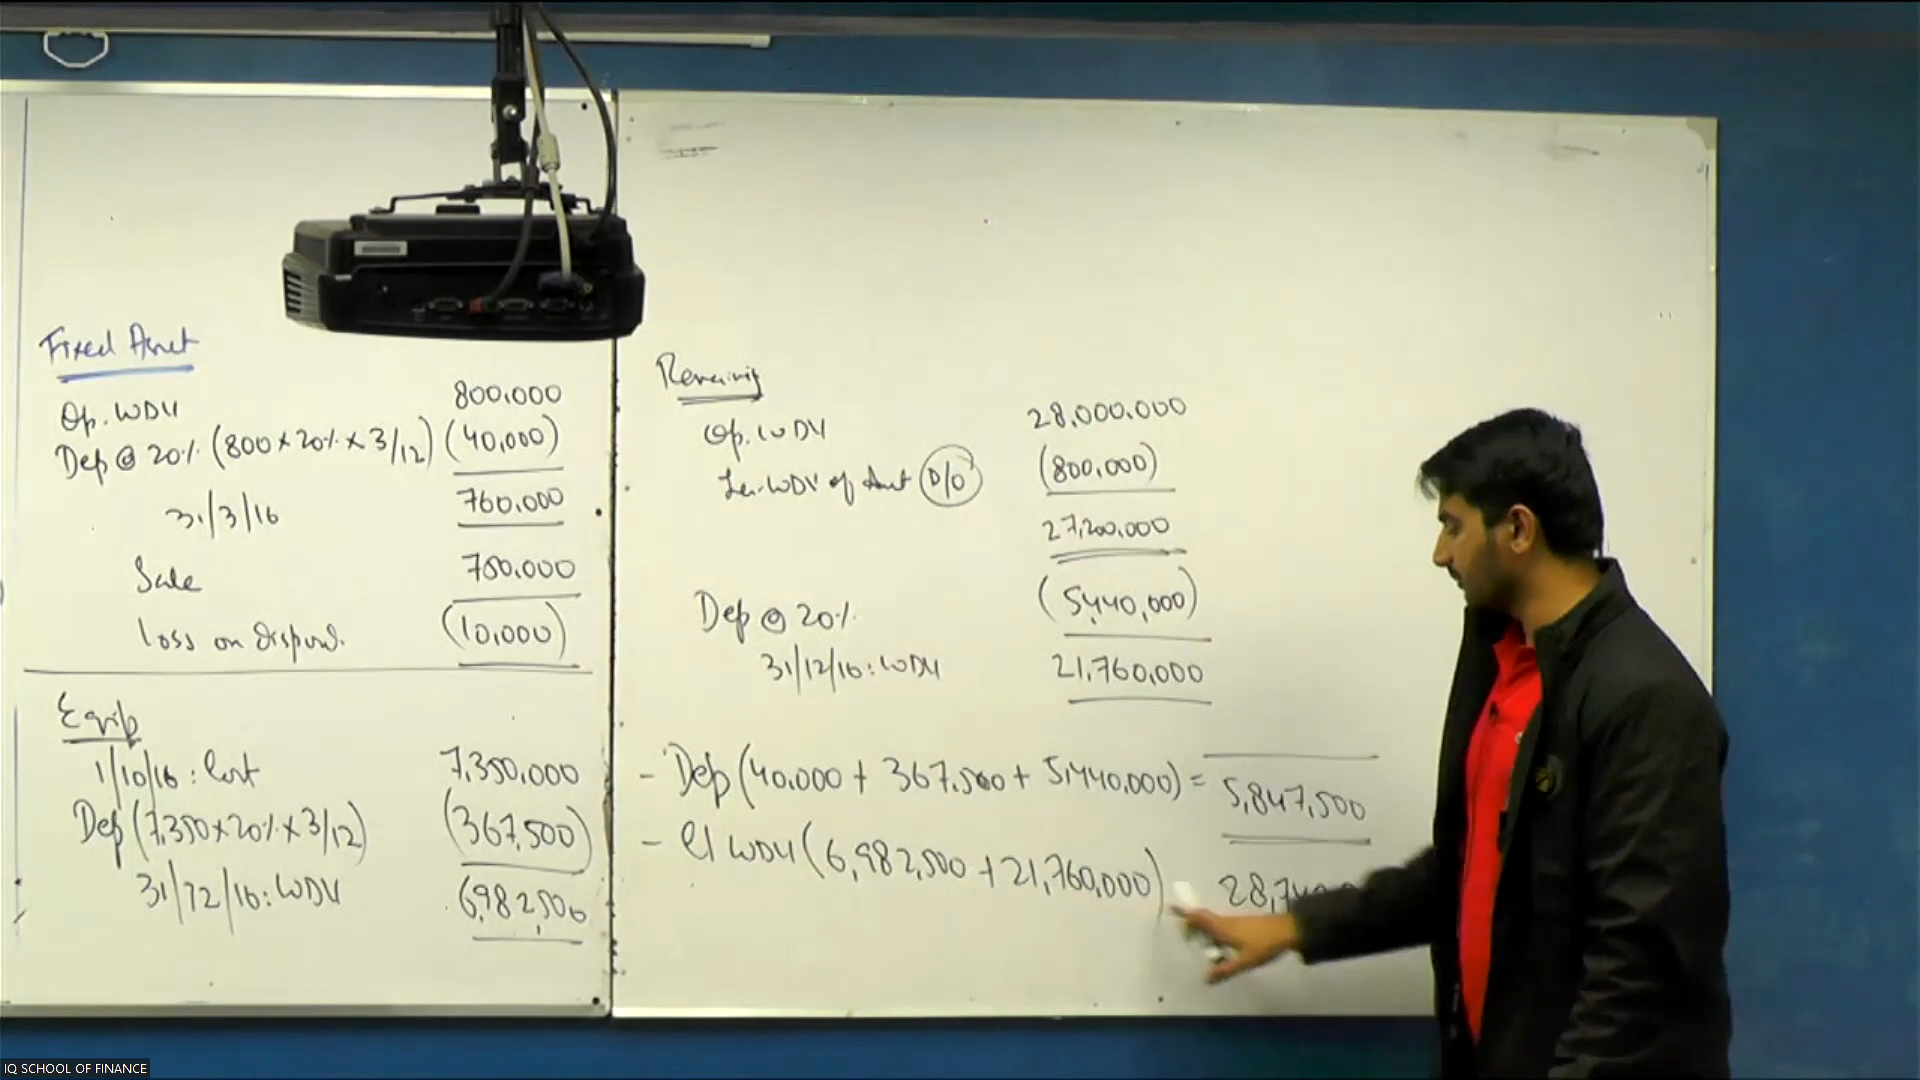 Fixed Asset
Op. WDV 800,000
Dep @ 20% (800 x 20% x 3/12) (40,000)
31/3/16 760,000
Sale 750,000
loss on disposal. (10,000)
Equip
1/10/16: Cost 7,350,000
Dep (7,350 x 20% x 3/12) (367,500)
31/12/16: WDV 6,982,500
Remaining
Op. WDV 28,000,000
Less: WDV of Asset D/O (800,000)
27,200,000
Dep @ 20% (5,440,000)
31/12/16: WDV 21,760,000
- Dep (40,000 + 367,500 + 5,440,000) = 5,847,500
- Cl WDV (6,982,500 + 21,760,000) 28,74
IQ SCHOOL OF FINANCE